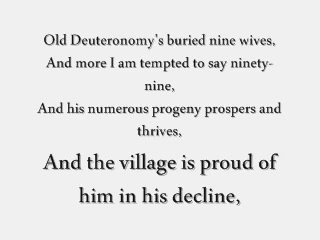 Old Deuteronomy's buried nine wives,
And more I am tempted to say ninety-
nine,
And his numerous progeny prospers and
thrives,
And the village is proud of
him in his decline,